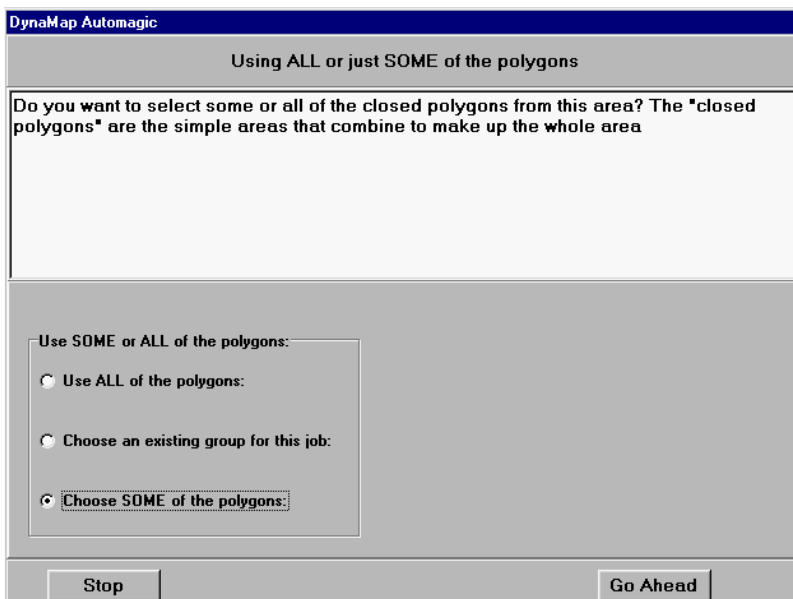 DynaMap Automagic
Using ALL or just SOME of the polygons
Do you want to select some or all of the closed polygons from this area? The "closed
polygons" are the simple areas that combine to make up the whole area
Use SOME or ALL of the polygons:
Use ALL of the polygons:
Choose an existing group for this job:
Choose SOME of the polygons:
Stop
Go Ahead